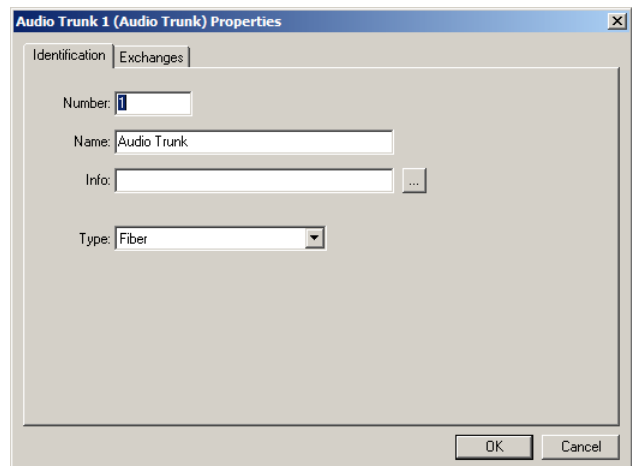 Audio Trunk 1 (Audio Trunk) Properties
Identification Exchanges
Number: 1
Name: Audio Trunk
Info: ...
Type: Fiber
OK Cancel